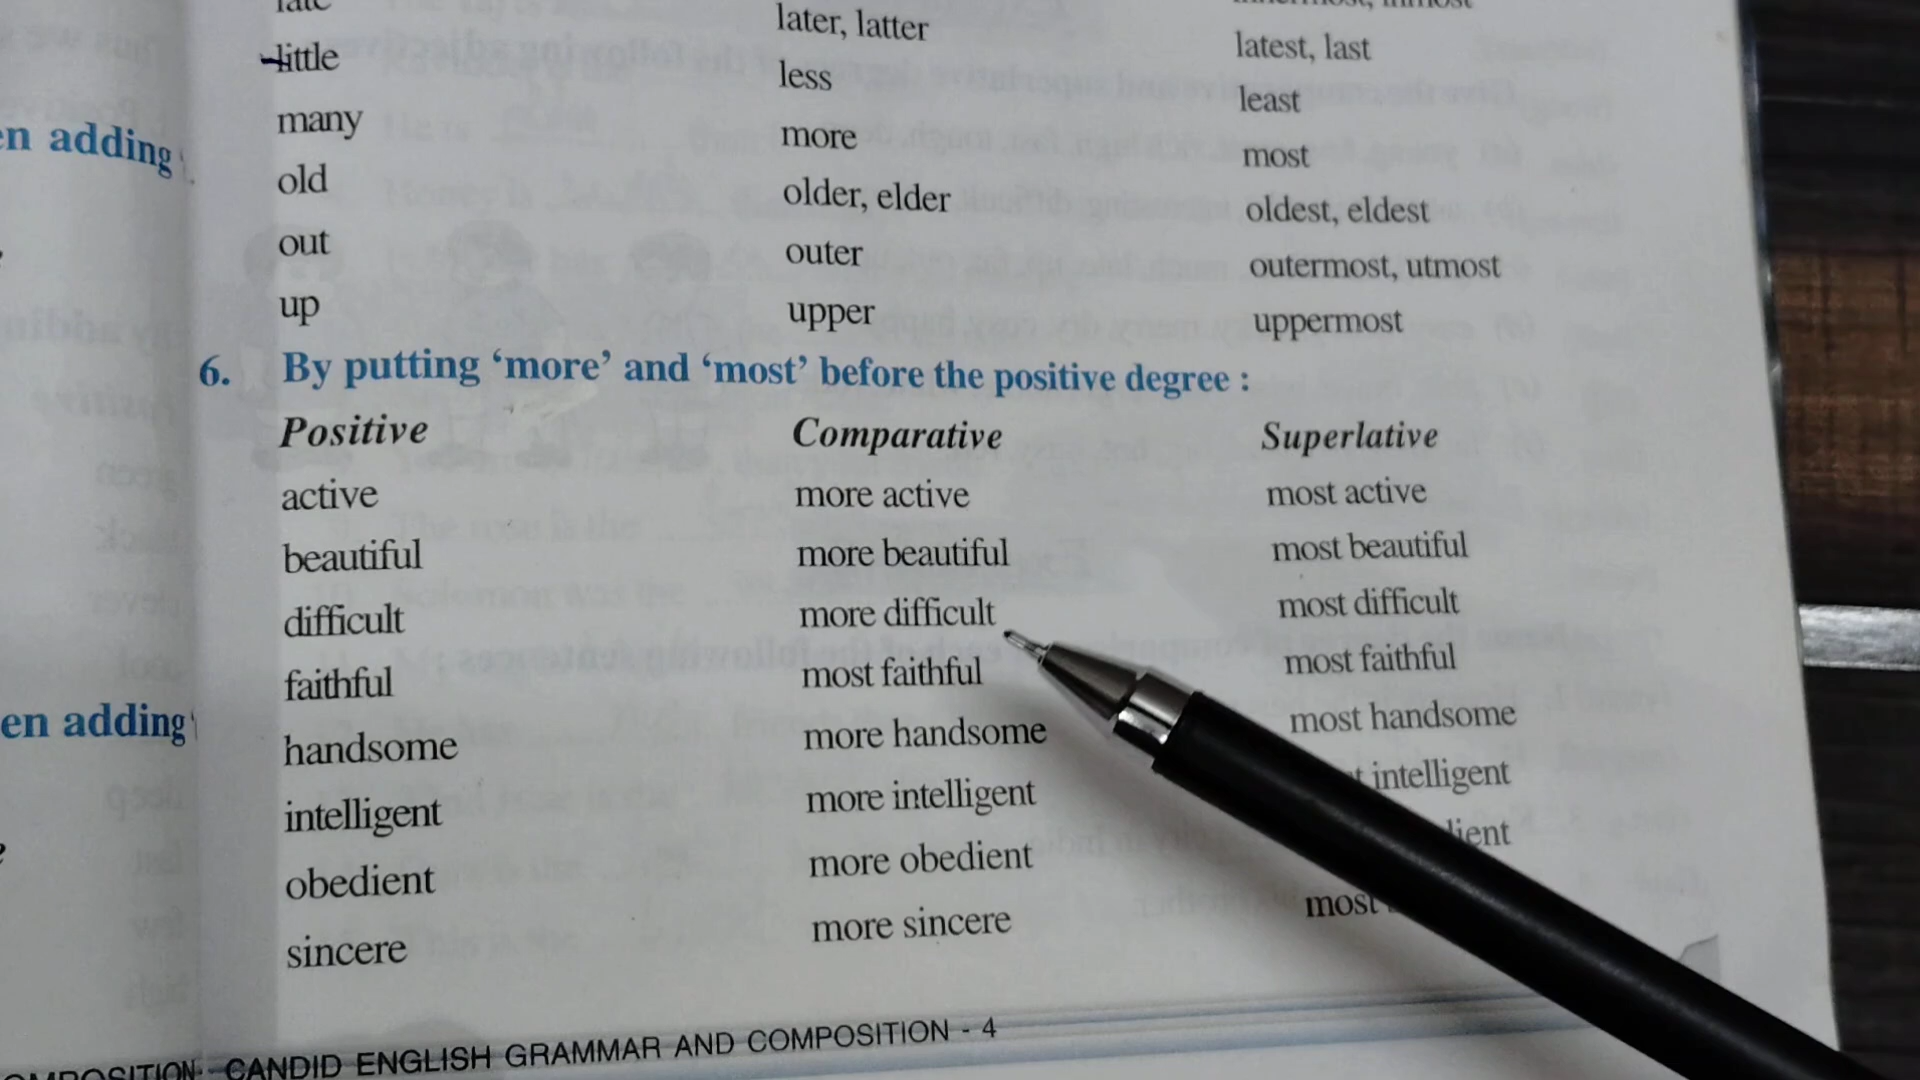 late later, latter latest, last
little less least
many more most
old older, elder oldest, eldest
out outer outermost, utmost
up upper uppermost
6. By putting ‘more’ and ‘most’ before the positive degree :
Positive Comparative Superlative
active more active most active
beautiful more beautiful most beautiful
difficult more difficult most difficult
faithful most faithful most faithful
handsome more handsome most handsome
intelligent more intelligent intelligent
obedient more obedient
sincere more sincere most
CANDID ENGLISH GRAMMAR AND COMPOSITION - 4
en adding
en adding